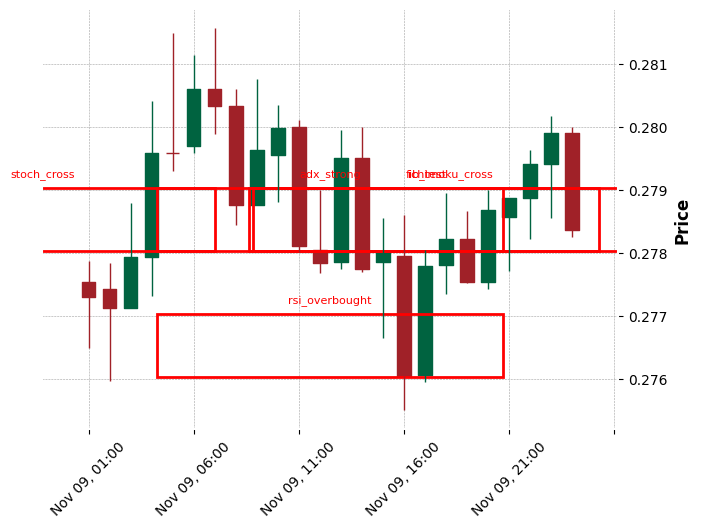 0.281
0.280
stoch_cross
adx_strong
ichimoku_cross
0.279
Price
0.278
rsi_overbought
0.277
0.276
Nov 09, 01:00
Nov 09, 06:00
Nov 09, 11:00
Nov 09, 16:00
Nov 09, 21:00